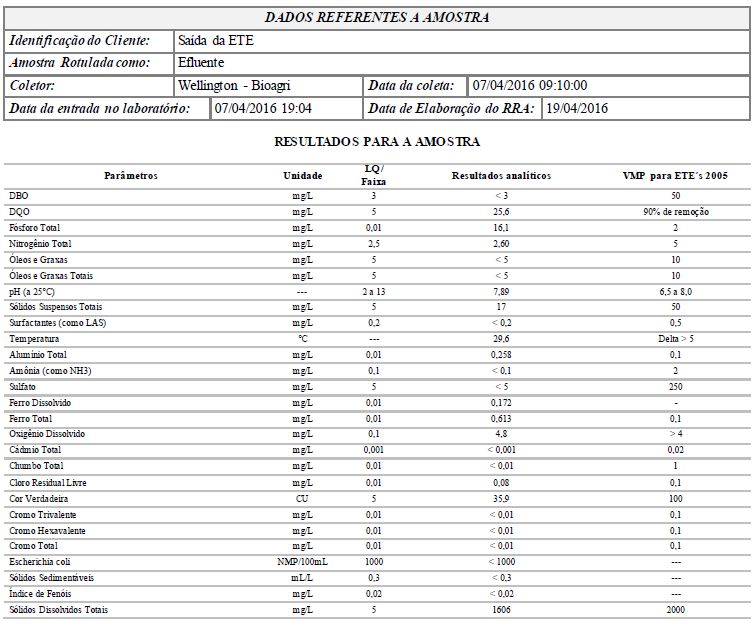 DADOS REFERENTES A AMOSTRA
Identificação do Cliente: Saída da ETE
Amostra Rotulada como: Efluente
Coletor: Wellington - Bioagri Data da coleta: 07/04/2016 09:10:00
Data da entrada no laboratório: 07/04/2016 19:04 Data de Elaboração do RRA: 19/04/2016
RESULTADOS PARA A AMOSTRA
Parâmetros Unidade LQ/ Faixa Resultados analíticos VMP para ETE´s 2005
DBO mg/L 3 < 3 50
DQO mg/L 5 25,6 90% de remoção
Fósforo Total mg/L 0,01 16,1 2
Nitrogênio Total mg/L 2,5 2,60 5
Óleos e Graxas mg/L 5 < 5 10
Óleos e Graxas Totais mg/L 5 < 5 10
pH (a 25°C) --- 2 a 13 7,89 6,5 a 8,0
Sólidos Suspensos Totais mg/L 5 17 50
Surfactantes (como LAS) mg/L 0,2 < 0,2 0,5
Temperatura °C --- 29,6 Delta > 5
Alumínio Total mg/L 0,01 0,258 0,1
Amônia (como NH3) mg/L 0,1 < 0,1 2
Sulfato mg/L 5 < 5 250
Ferro Dissolvido mg/L 0,01 0,172 -
Ferro Total mg/L 0,01 0,613 0,1
Oxigênio Dissolvido mg/L 0,1 4,8 > 4
Cádmio Total mg/L 0,001 < 0,001 0,02
Chumbo Total mg/L 0,01 < 0,01 1
Cloro Residual Livre mg/L 0,01 0,08 0,1
Cor Verdadeira CU 5 35,9 100
Cromo Trivalente mg/L 0,01 < 0,01 0,1
Cromo Hexavalente mg/L 0,01 < 0,01 0,1
Cromo Total mg/L 0,01 < 0,01 0,1
Escherichia coli NMP/100mL 1000 < 1000 ---
Sólidos Sedimentáveis mL/L 0,3 < 0,3 ---
Índice de Fenóis mg/L 0,02 < 0,02 ---
Sólidos Dissolvidos Totais mg/L 5 1606 2000